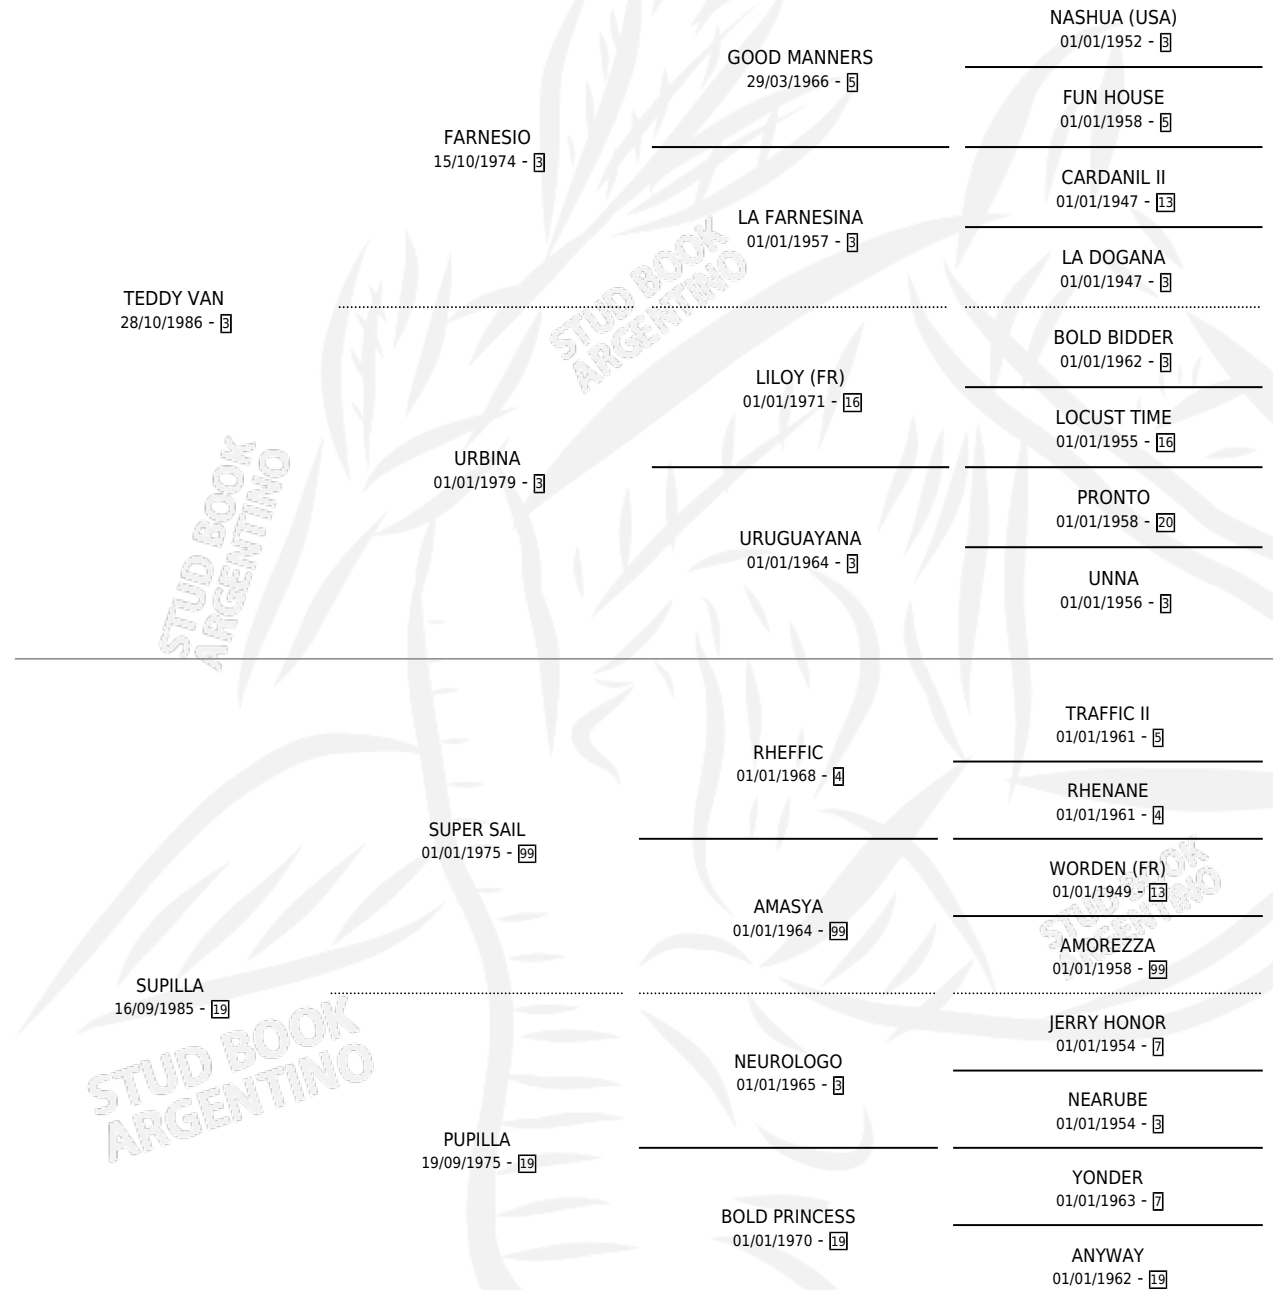 NASHUA (USA)
01/01/1952 - 3
GOOD MANNERS
29/03/1966 - 5
FUN HOUSE
01/01/1958 - 5
FARNESIO
15/10/1974 - 3
CARDANIL II
01/01/1947 - 13
LA FARNESINA
01/01/1957 - 3
LA DOGANA
01/01/1947 - 3
TEDDY VAN
28/10/1986 - 3
BOLD BIDDER
01/01/1962 - 3
LILOY (FR)
01/01/1971 - 16
LOCUST TIME
01/01/1955 - 16
URBINA
01/01/1979 - 3
PRONTO
01/01/1958 - 20
URUGUAYANA
01/01/1964 - 3
UNNA
01/01/1956 - 3
STUD BOOK
ARGENTINO
STUD BOOK
ARGENTINO
TRAFFIC II
01/01/1961 - 5
RHEFFIC
01/01/1968 - 4
RHENANE
01/01/1961 - 4
SUPER SAIL
01/01/1975 - 99
WORDEN (FR)
01/01/1949 - 13
AMASYA
01/01/1964 - 99
AMOREZZA
01/01/1958 - 99
STUD BOOK
ARGENTINO
SUPILLA
16/09/1985 - 19
JERRY HONOR
01/01/1954 - 7
NEUROLOGO
01/01/1965 - 3
NEARUBE
01/01/1954 - 3
PUPILLA
19/09/1975 - 19
YONDER
01/01/1963 - 7
BOLD PRINCESS
01/01/1970 - 19
ANYWAY
01/01/1962 - 19
STUD BOOK
ARGENTINO